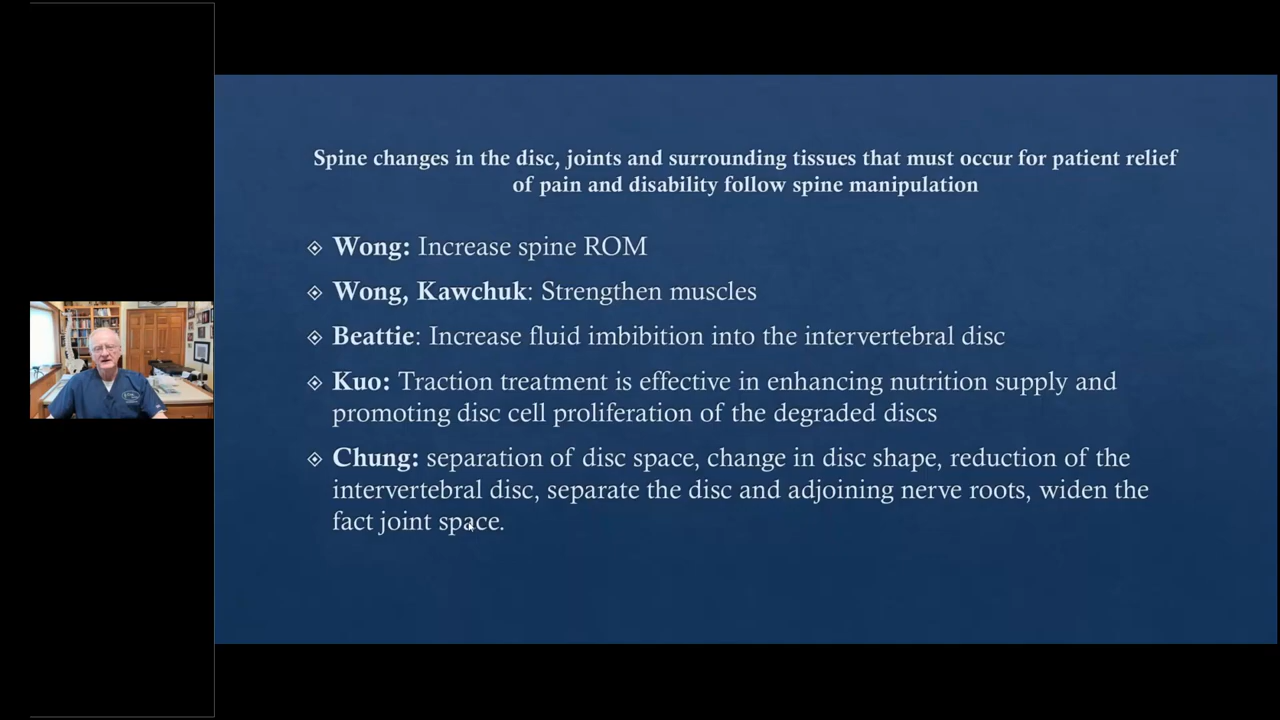 Spine changes in the disc, joints and surrounding tissues that must occur for patient relief
of pain and disability follow spine manipulation
Wong: Increase spine ROM
Wong, Kawchuk: Strengthen muscles
Beattie: Increase fluid imbibition into the intervertebral disc
Kuo: Traction treatment is effective in enhancing nutrition supply and
promoting disc cell proliferation of the degraded discs
Chung: separation of disc space, change in disc shape, reduction of the
intervertebral disc, separate the disc and adjoining nerve roots, widen the
fact joint space.